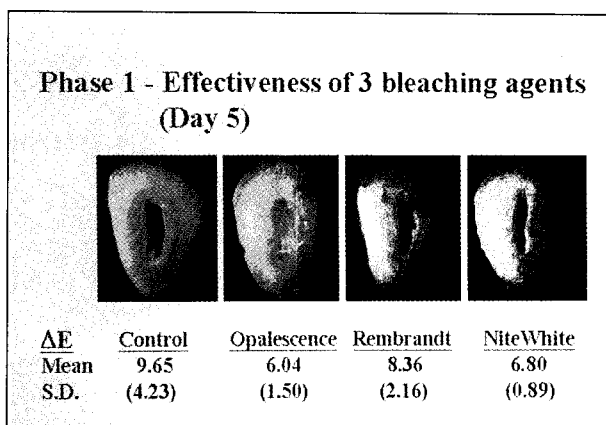 Phase 1 - Effectiveness of 3 bleaching agents
(Day 5)
ΔE Control Opalescence Rembrandt NiteWhite
Mean 9.65 6.04 8.36 6.80
S.D. (4.23) (1.50) (2.16) (0.89)